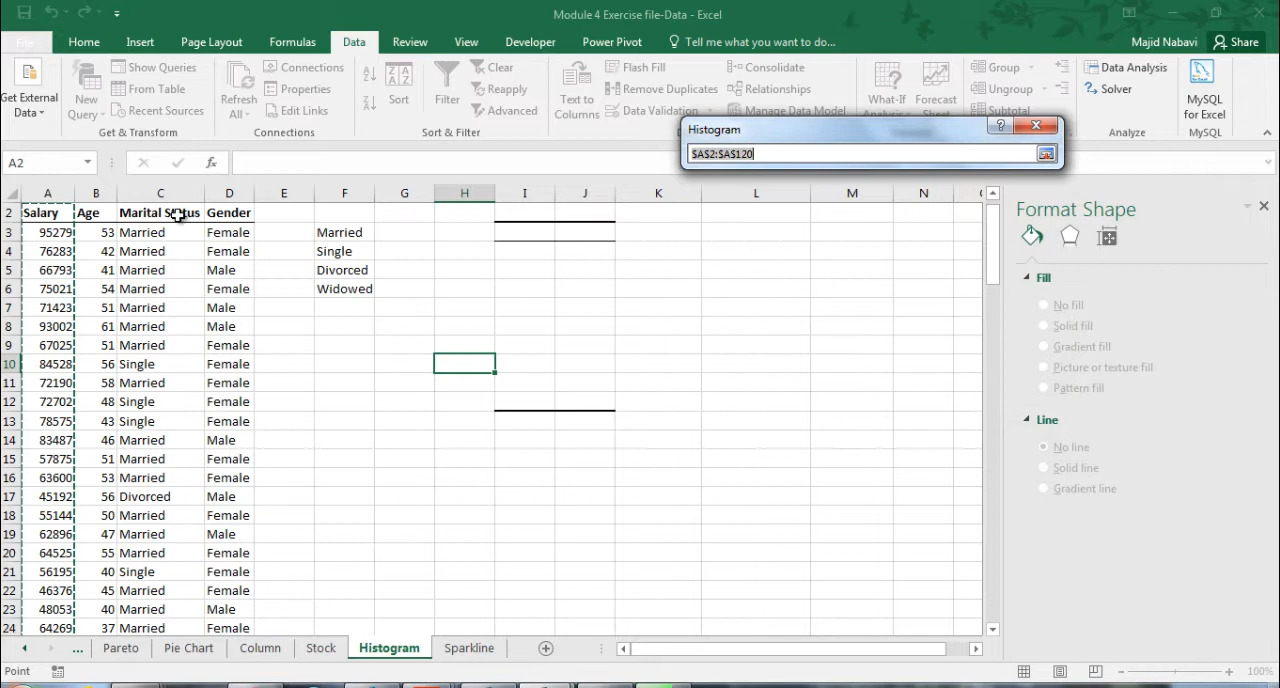 Module 4 Exercise file-Data - Excel
File Home Insert Page Layout Formulas Data Review View Developer Power Pivot Tell me what you want to do... Majid Nabavi Share
Get External Data
New Query
Show Queries
From Table
Recent Sources
Get & Transform
Refresh All
Connections
Properties
Edit Links
Connections
Sort
Filter
Clear
Reapply
Advanced
Sort & Filter
Text to Columns
Flash Fill
Remove Duplicates
Data Validation
Consolidate
Relationships
Manage Data Model
What-If
Forecast
Group
Ungroup
Subtotal
Data Analysis
Solver
Analyze
MySQL for Excel
MySQL
Histogram
$A$2:$A$120
A2
fx
A B C D E F G H I J K L M N
2 Salary Age Marital Status Gender
3 95279 53 Married Female Married
4 76283 42 Married Female Single
5 66793 41 Married Male Divorced
6 75021 54 Married Female Widowed
7 71423 51 Married Male
8 93002 61 Married Male
9 67025 51 Married Female
10 84528 56 Single Female
11 72190 58 Married Female
12 72702 48 Single Female
13 78575 43 Single Female
14 83487 46 Married Male
15 57875 51 Married Female
16 63600 53 Married Female
17 45192 56 Divorced Male
18 55144 50 Married Female
19 62896 47 Married Male
20 64525 55 Married Female
21 56195 40 Single Female
22 46376 45 Married Female
23 48053 40 Married Male
24 64269 37 Married Female
Format Shape
Fill
No fill
Solid fill
Gradient fill
Picture or texture fill
Pattern fill
Line
No line
Solid line
Gradient line
... Pareto Pie Chart Column Stock Histogram Sparkline
Point
100%